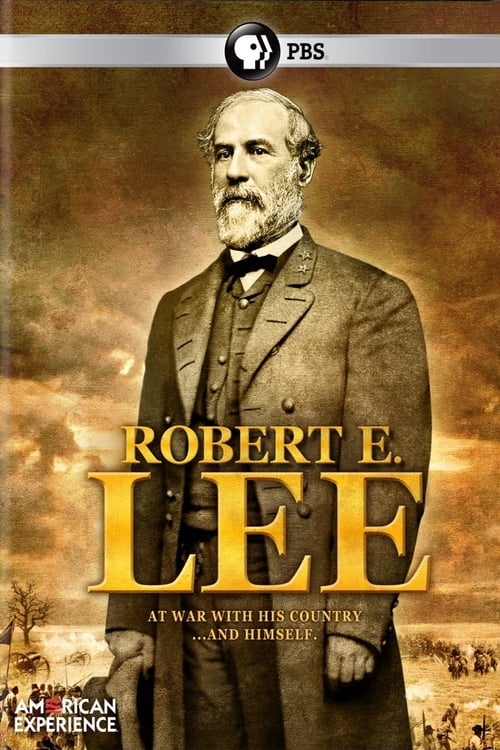 PBS
ROBERT E.
LEE
AT WAR WITH HIS COUNTRY
...AND HIMSELF.
AMERICAN
EXPERIENCE